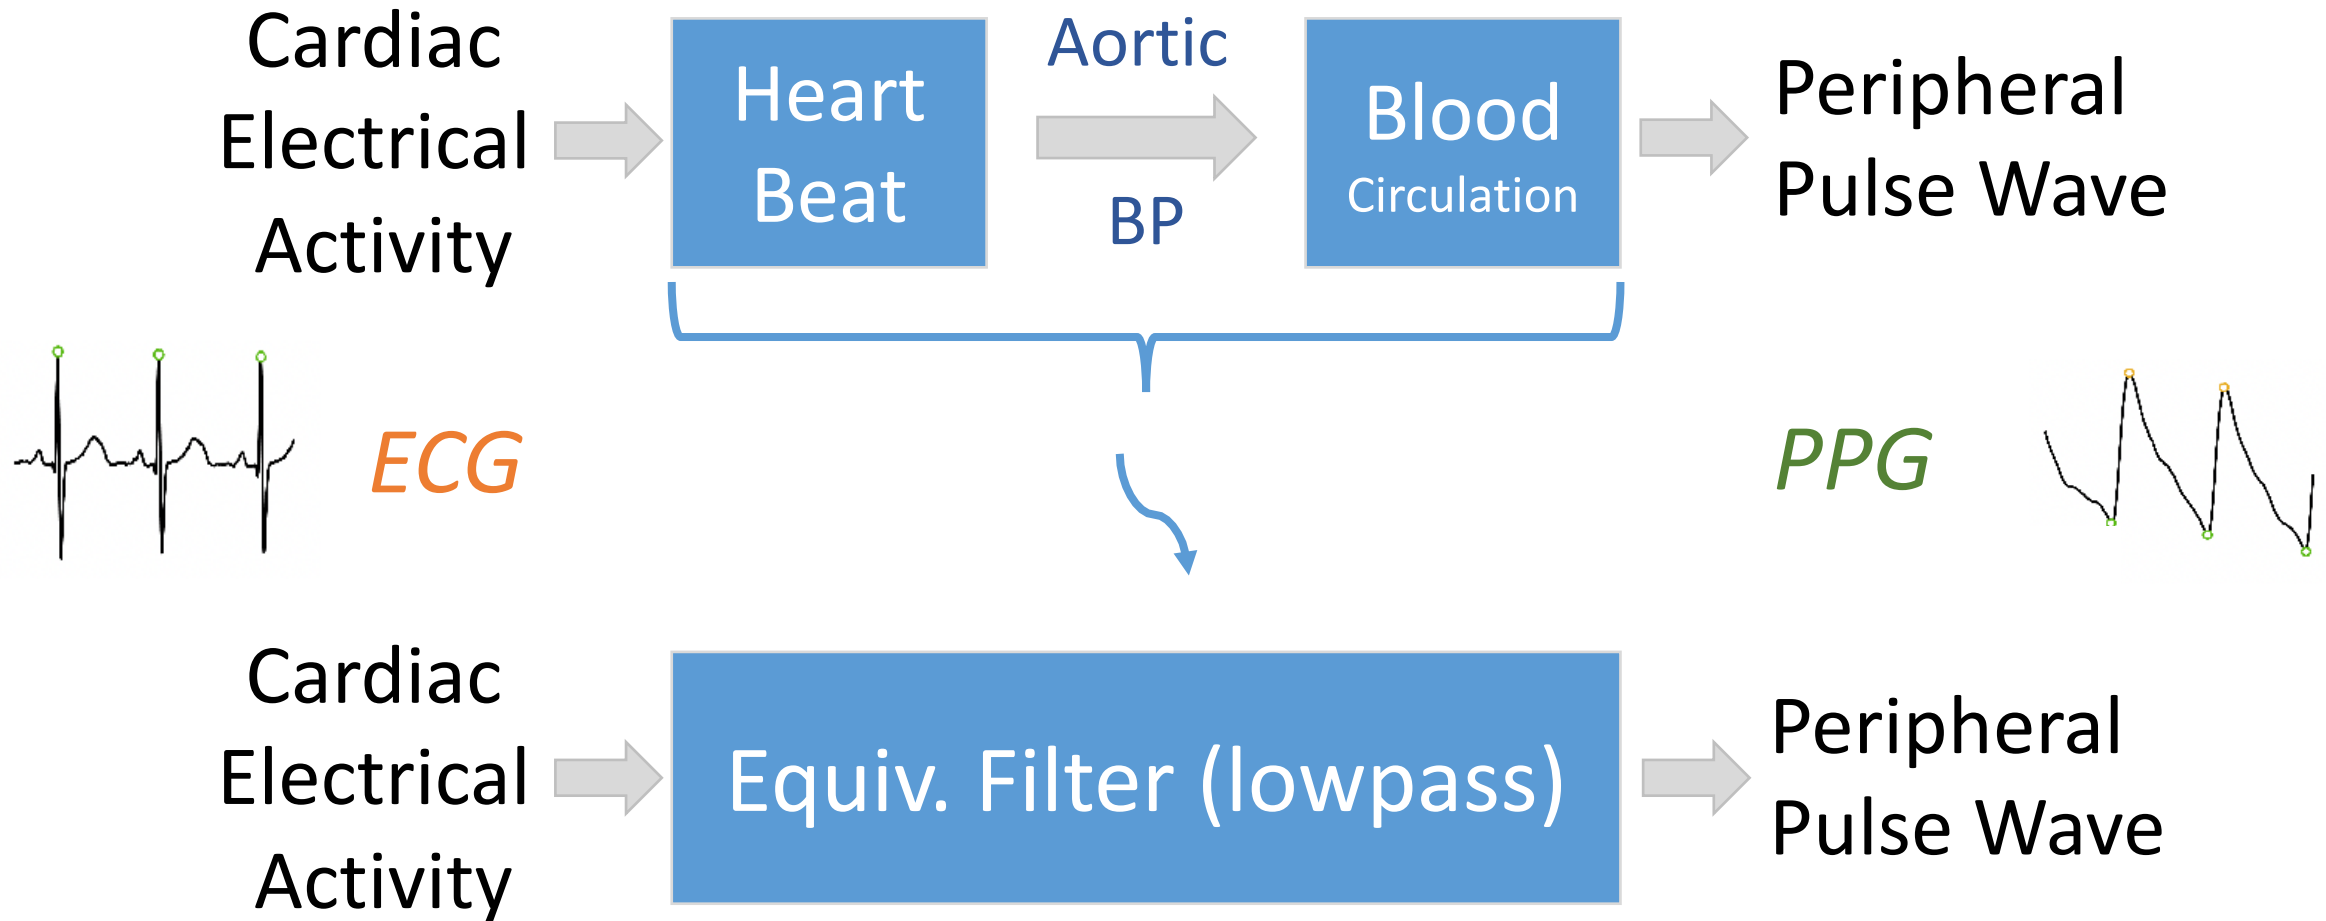 Cardiac
Electrical
Activity
Heart
Beat
Aortic
BP
Blood
Circulation
Peripheral
Pulse Wave
ECG
PPG
Cardiac
Electrical
Activity
Equiv. Filter (lowpass)
Peripheral
Pulse Wave